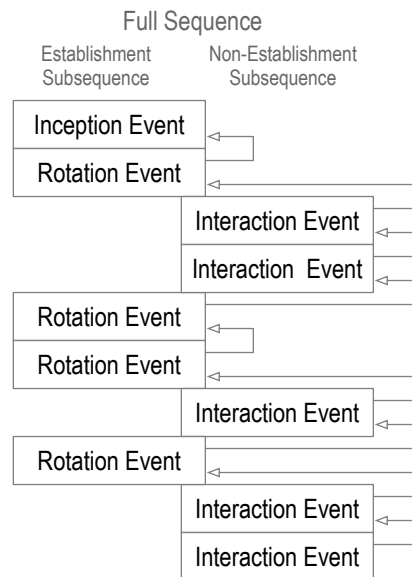 Full Sequence
Establishment Subsequence
Non-Establishment Subsequence
Inception Event
Rotation Event
Interaction Event
Interaction Event
Rotation Event
Rotation Event
Interaction Event
Rotation Event
Interaction Event
Interaction Event